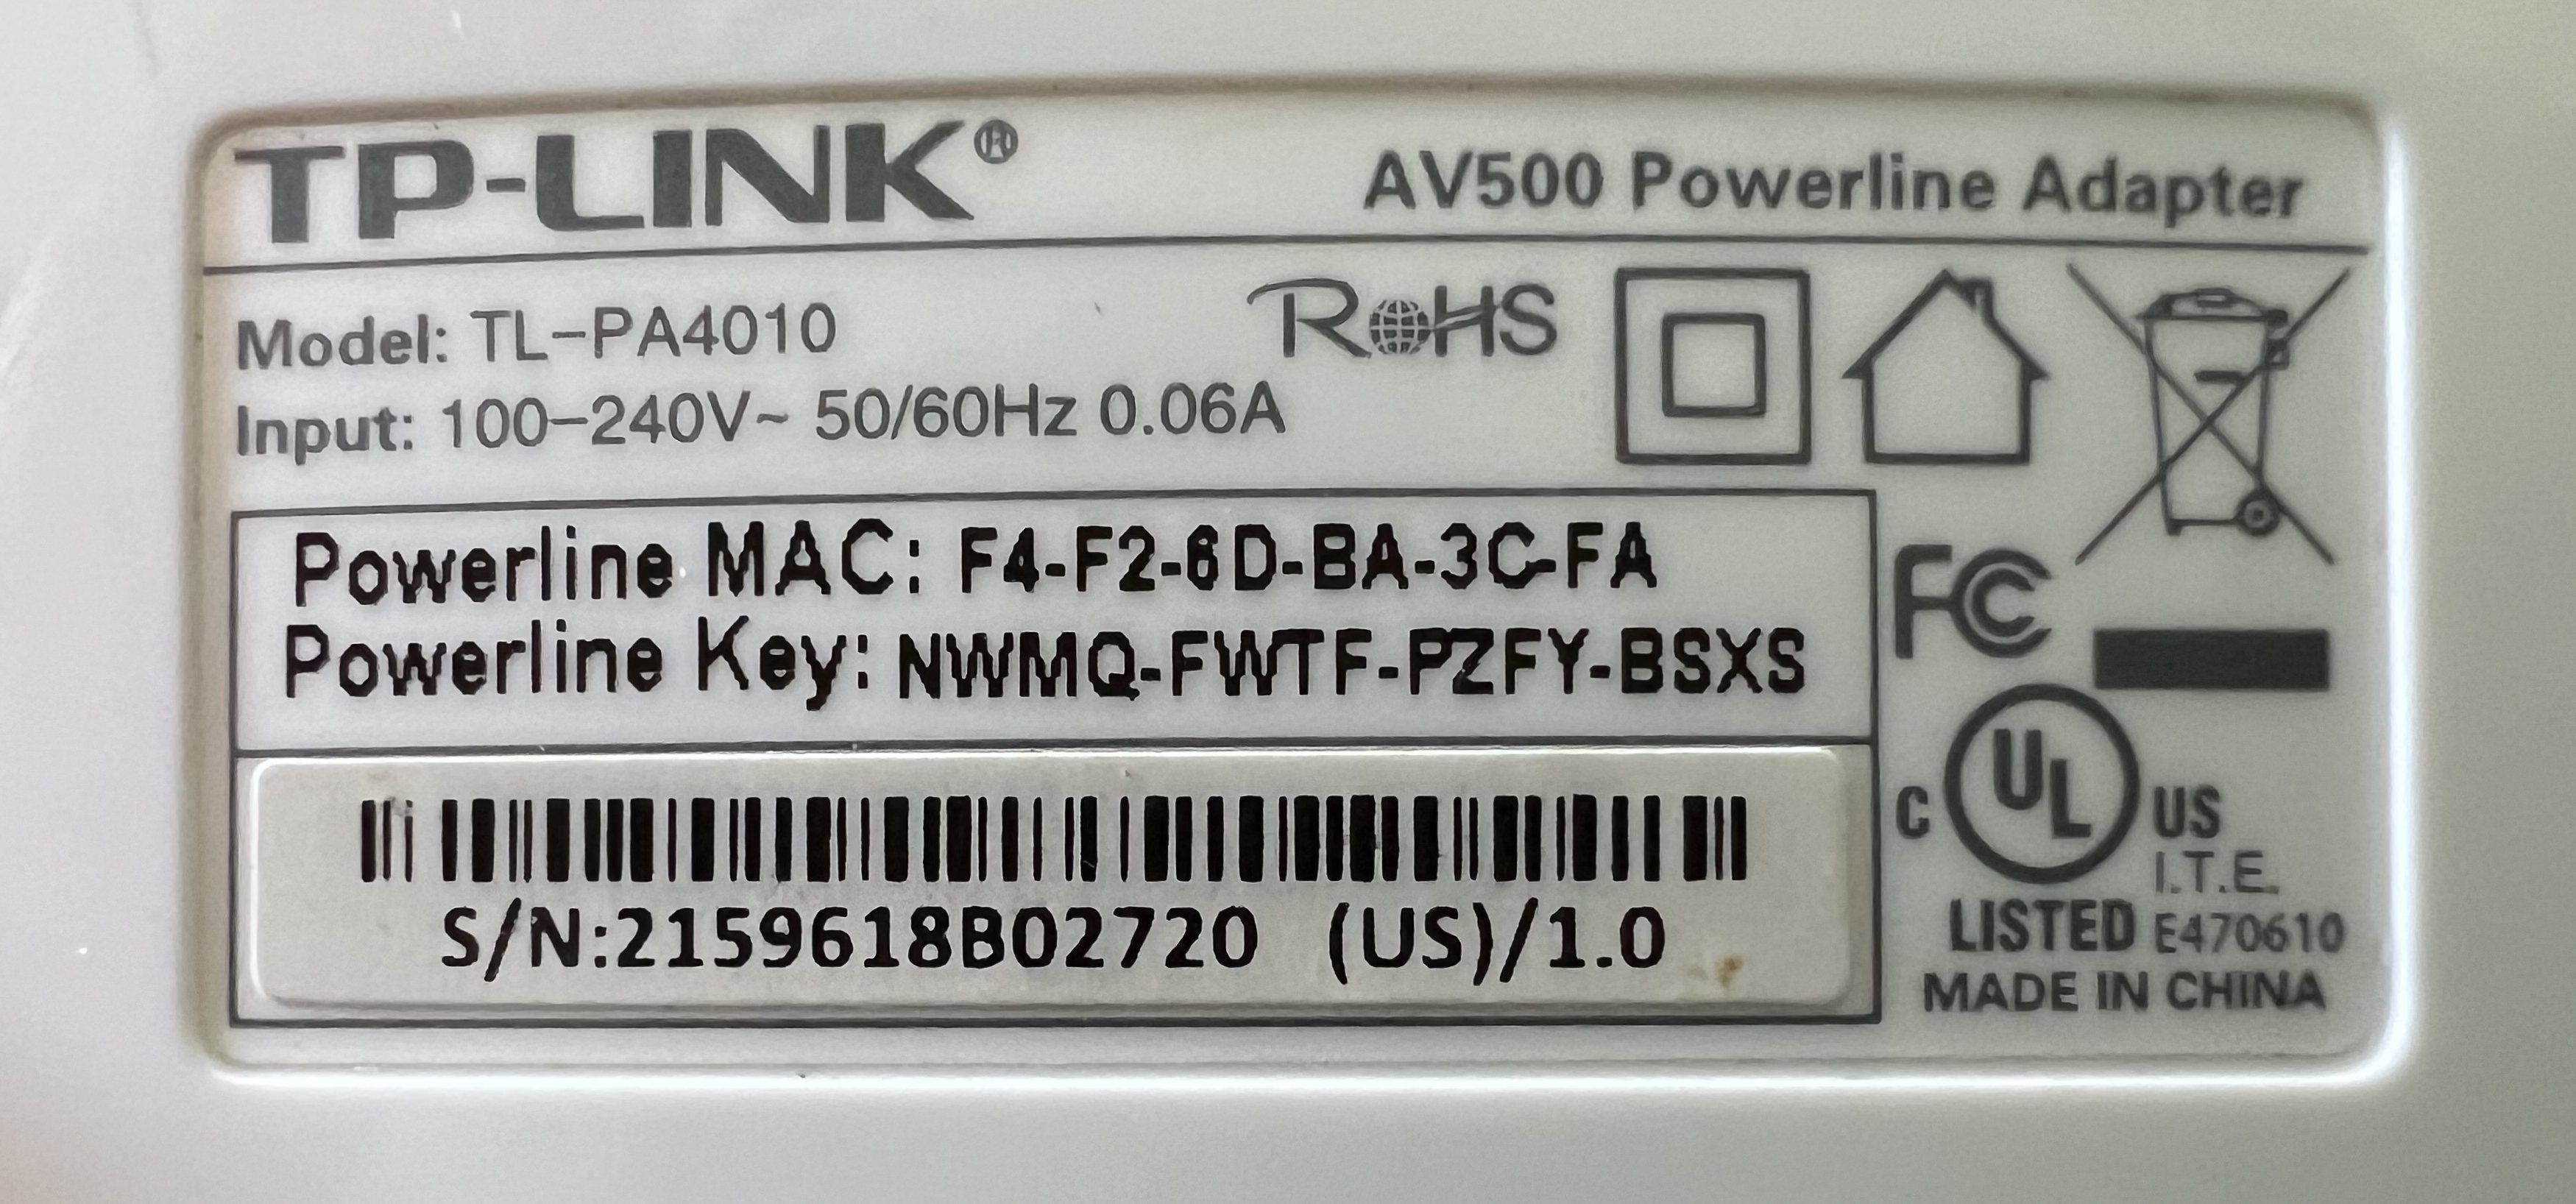 TP-LINK®
AV500 Powerline Adapter
Model: TL-PA4010
RoHS
Input: 100-240V~ 50/60Hz 0.06A
Powerline MAC: F4-F2-6D-BA-3C-FA
Powerline Key: NWMQ-FWTF-PZFY-BSXS
FC
S/N:2159618B02720 (US)/1.0
C UL US
I.T.E.
LISTED E470610
MADE IN CHINA